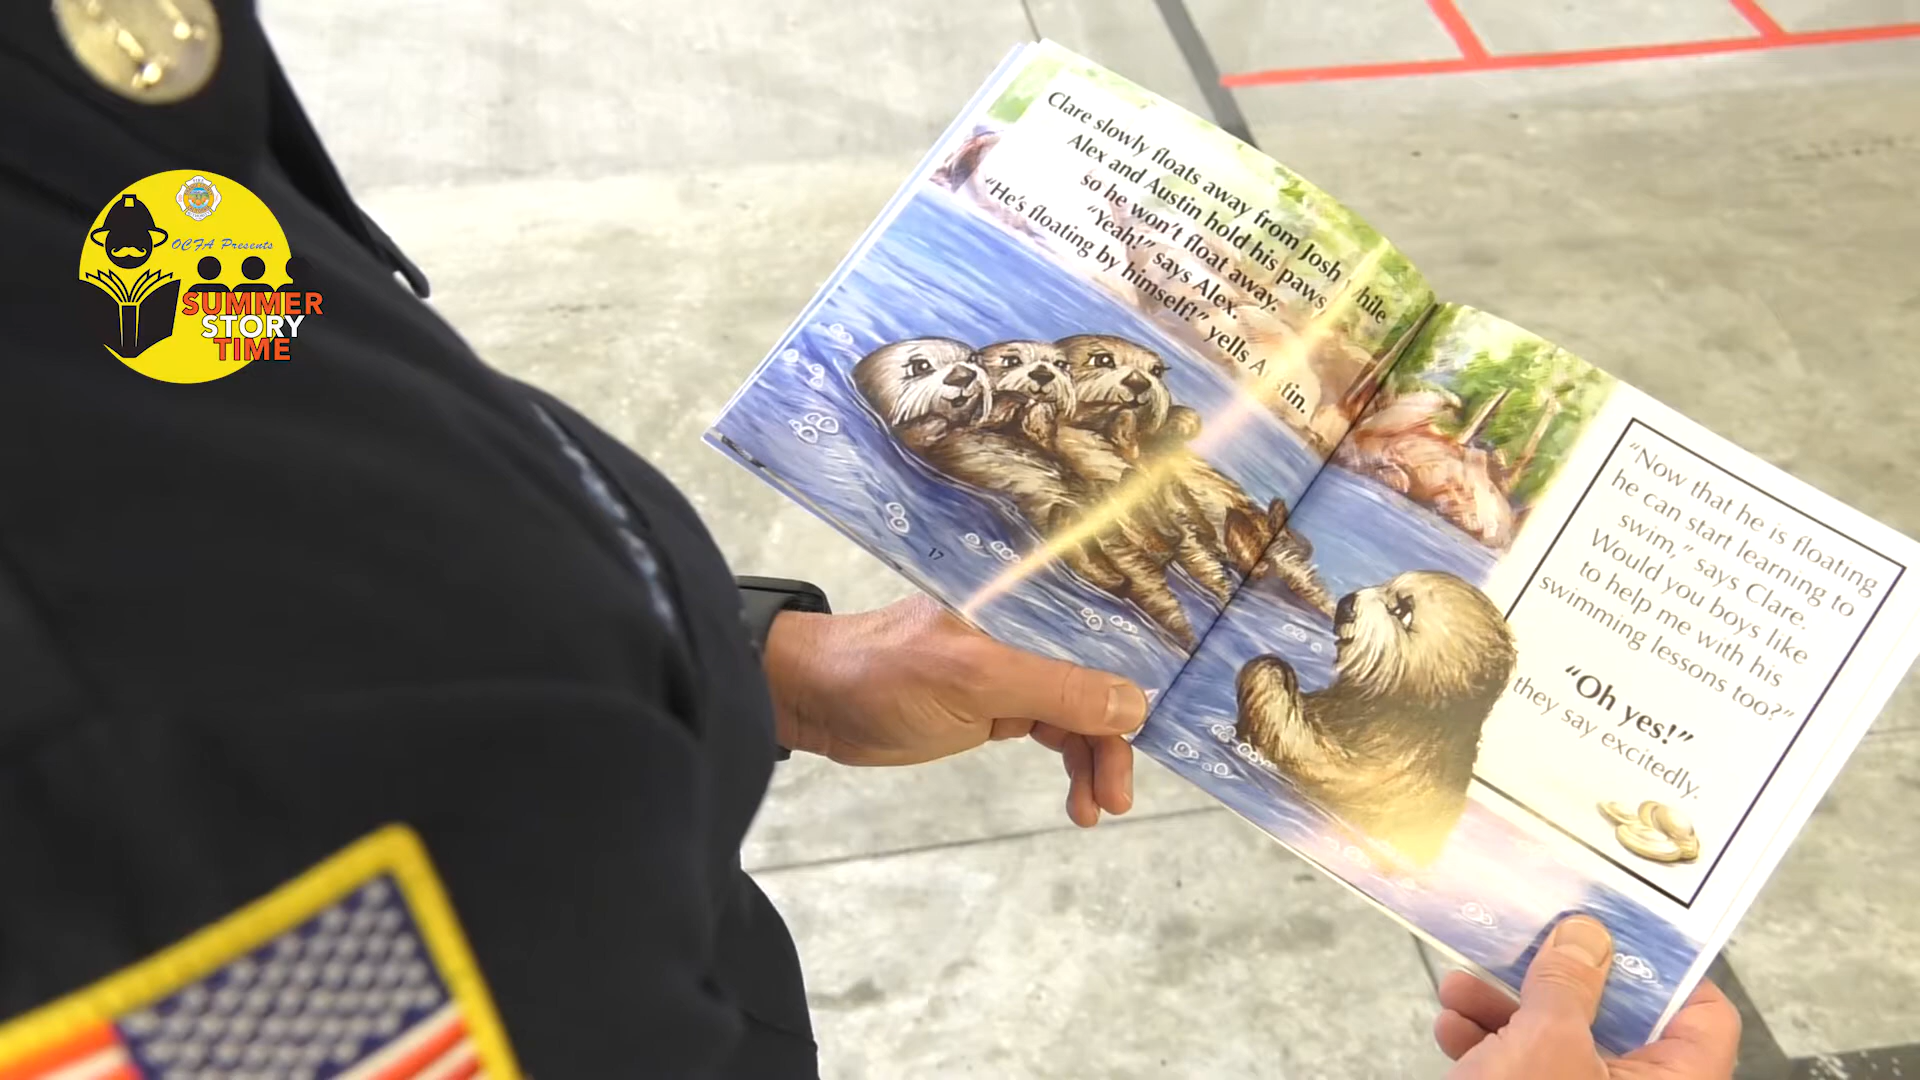 OCFA Presents
SUMMER
STORY
TIME
Clare slowly floats away from Josh while
Alex and Austin hold his paws
so he won't float away.
"Yeah!" says Alex.
"He's floating by himself!" yells Austin.
17
"Now that he is floating
he can start learning to
swim," says Clare.
Would you boys like
to help me with his
swimming lessons too?"
"Oh yes!"
they say excitedly.